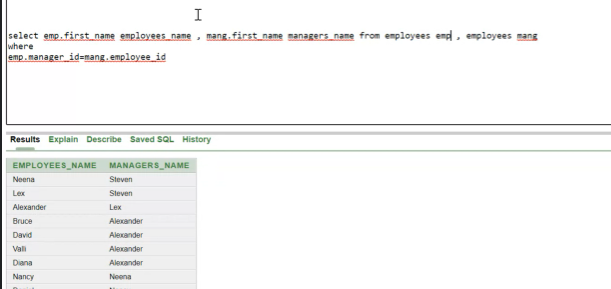 select emp.first_name employees_name , mang.first_name managers_name from employees emp , employees mang
where
emp.manager_id=mang.employee_id
Results Explain Describe Saved SQL History
EMPLOYEES_NAME MANAGERS_NAME
Neena Steven
Lex Steven
Alexander Lex
Bruce Alexander
David Alexander
Valli Alexander
Diana Alexander
Nancy Neena